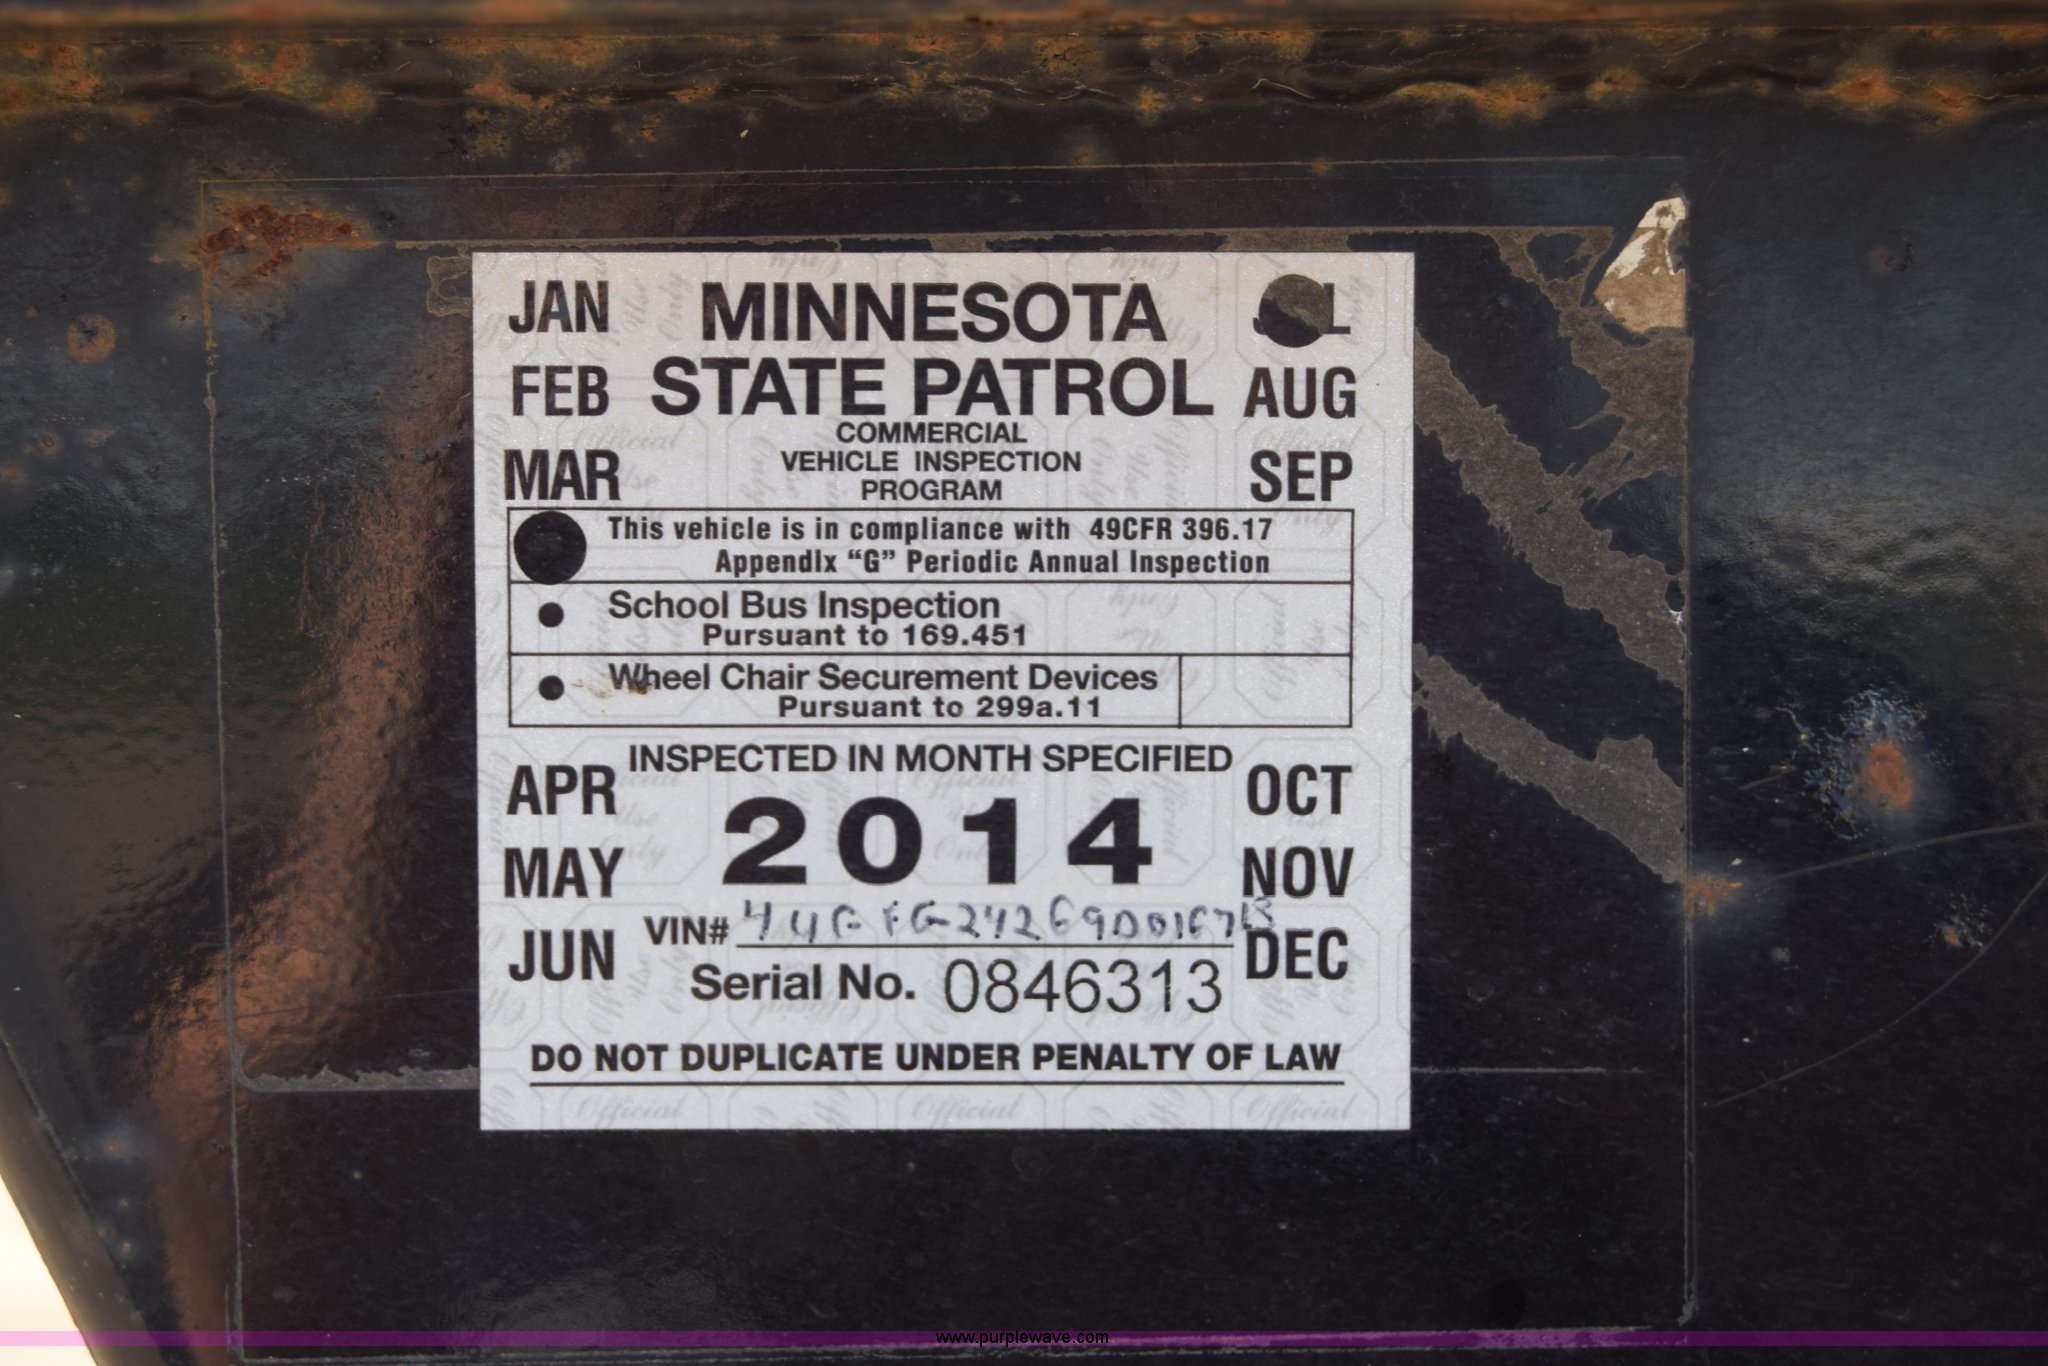 JAN MINNESOTA
FEB STATE PATROL AUG
COMMERCIAL
VEHICLE INSPECTION
MAR PROGRAM SEP
This vehicle is in compliance with 49CFR 396.17
Appendix “G” Periodic Annual Inspection
School Bus Inspection
Pursuant to 169.451
Wheel Chair Securement Devices
Pursuant to 299a.11
INSPECTED IN MONTH SPECIFIED
APR OCT
2014
MAY NOV
VIN#
JUN DEC
Serial No. 0846313
DO NOT DUPLICATE UNDER PENALTY OF LAW
www.purplewave.com